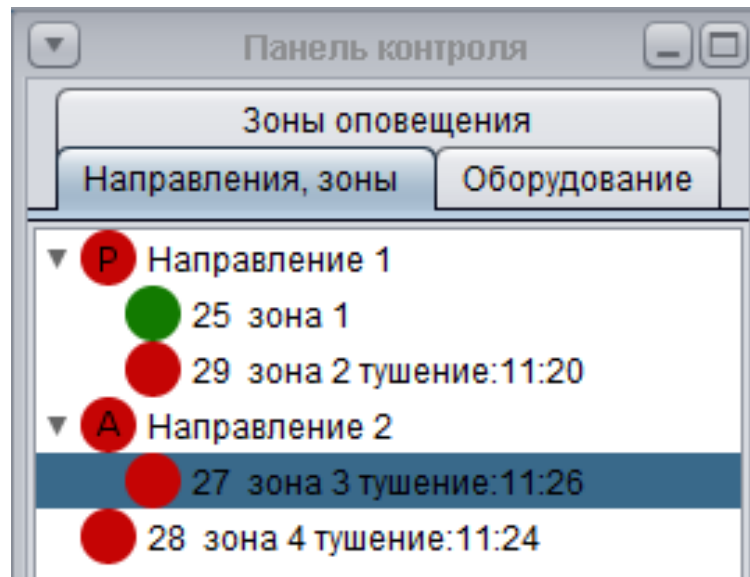 Панель контроля
Зоны оповещения
Направления, зоны
Оборудование
Р Направление 1
25 зона 1
29 зона 2 тушение:11:20
А Направление 2
27 зона 3 тушение:11:26
28 зона 4 тушение:11:24